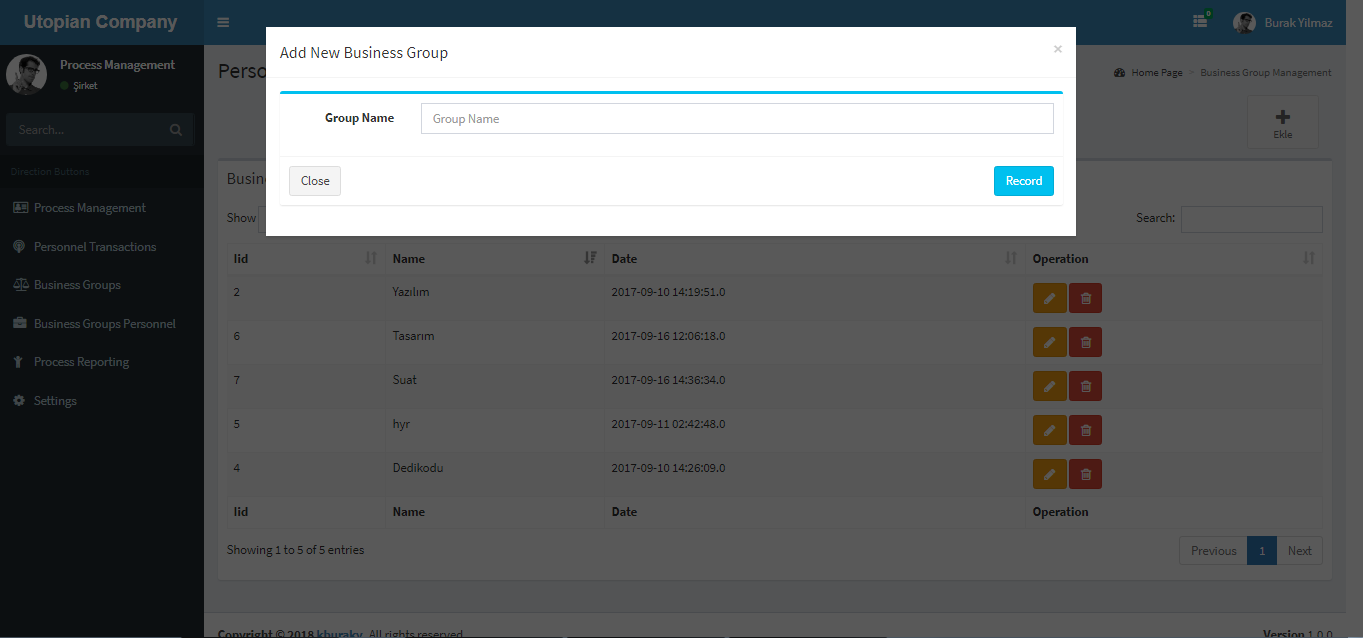 Utopian Company
0
Burak Yilmaz
Process Management
Şirket
Search...
Direction Buttons
Process Management
Personnel Transactions
Business Groups
Business Groups Personnel
Process Reporting
Settings
Add New Business Group
×
Group Name
Group Name
Close
Record
Perso
Home Page
Business Group Management
Ekle
Busin
Show
Search:
Iid Name Date Operation
2 Yazılım 2017-09-10 14:19:51.0
6 Tasarım 2017-09-16 12:06:18.0
7 Suat 2017-09-16 14:36:34.0
5 hyr 2017-09-11 02:42:48.0
4 Dedikodu 2017-09-10 14:26:09.0
Iid Name Date Operation
Showing 1 to 5 of 5 entries
Previous 1 Next
Copyright © 2018 kburaky. All rights reserved.
Version 1.0.0